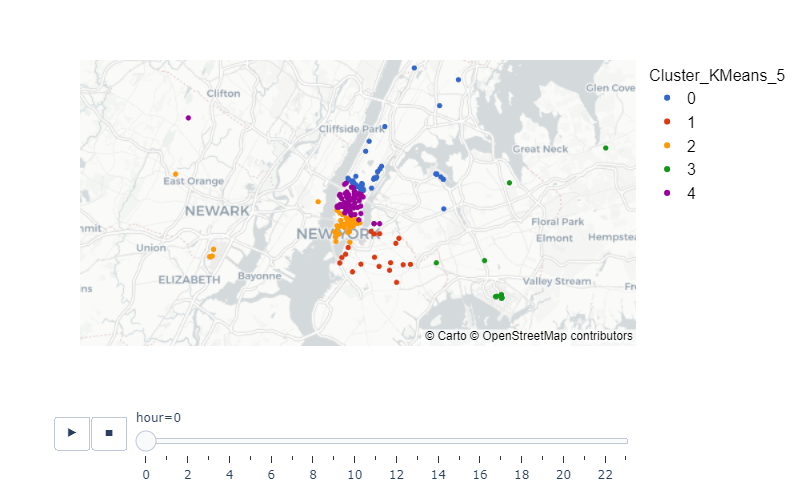 Cluster_KMeans_5
0
1
2
3
4
Clifton
Glen Cove
Cliffside Park
Great Neck
East Orange
NEWARK
Floral Park
NEW YORK
Elmont
Hempste
mmit
Union
ELIZABETH
Bayonne
Valley Stream
Fr
ns
© Carto © OpenStreetMap contributors
hour=0
0 2 4 6 8 10 12 14 16 18 20 22